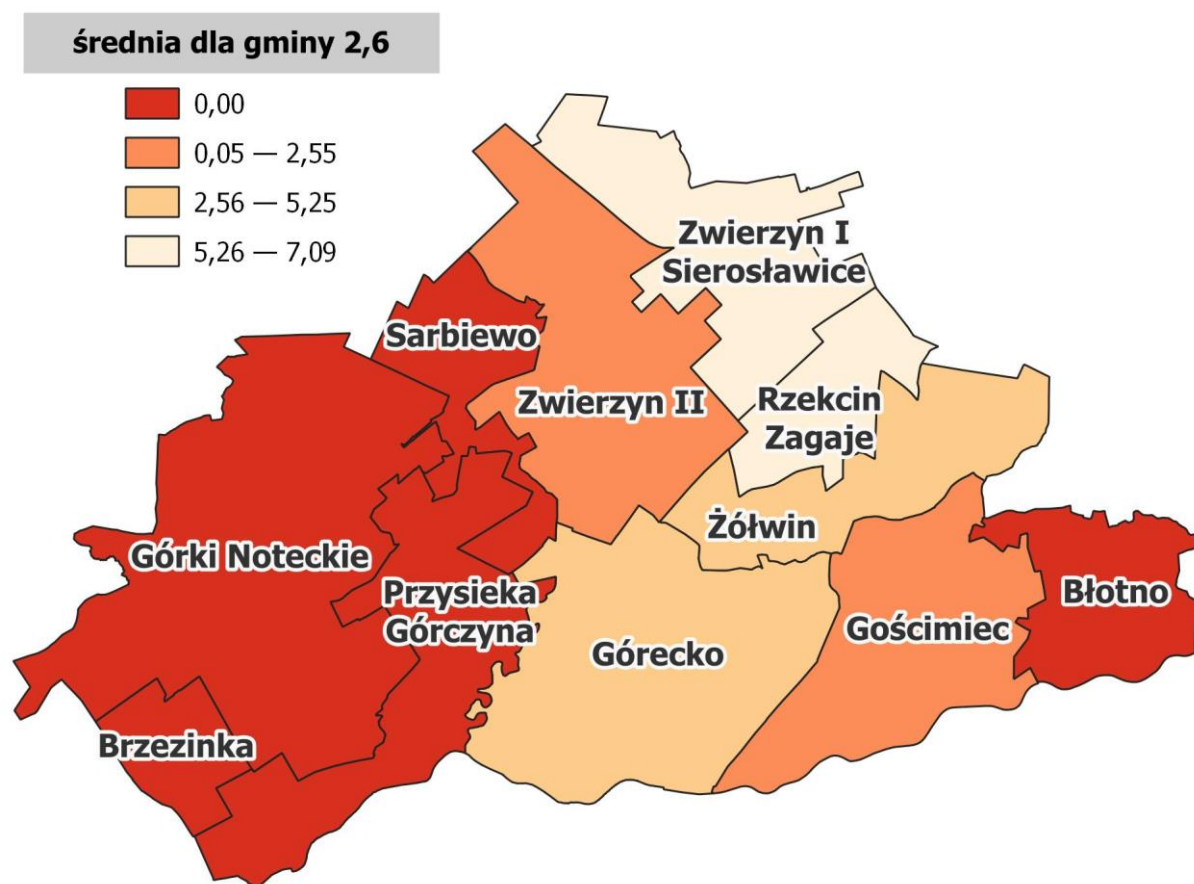 średnia dla gminy 2,6
0,00
0,05 — 2,55
2,56 — 5,25
5,26 — 7,09
Zwierzyn I
Sierosławice
Sarbiewo
Zwierzyn II
Rzekcin
Zagaje
Żółwin
Górki Noteckie
Przysieka
Górczyna
Błotno
Gościmiec
Górecko
Brzezinka